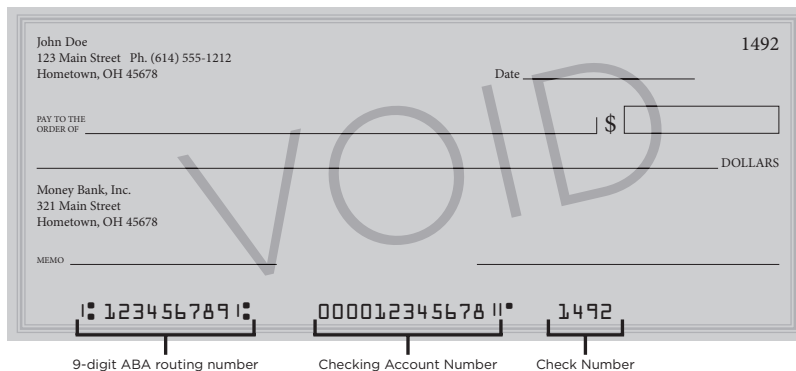 John Doe
1492
123 Main Street Ph. (614) 555-1212
Hometown, OH 45678
Date
PAY TO THE
ORDER OF
$
DOLLARS
VOID
Money Bank, Inc.
321 Main Street
Hometown, OH 45678
MEMO
⑆123456789⑆ 000012345678⑈ 1492
9-digit ABA routing number Checking Account Number Check Number